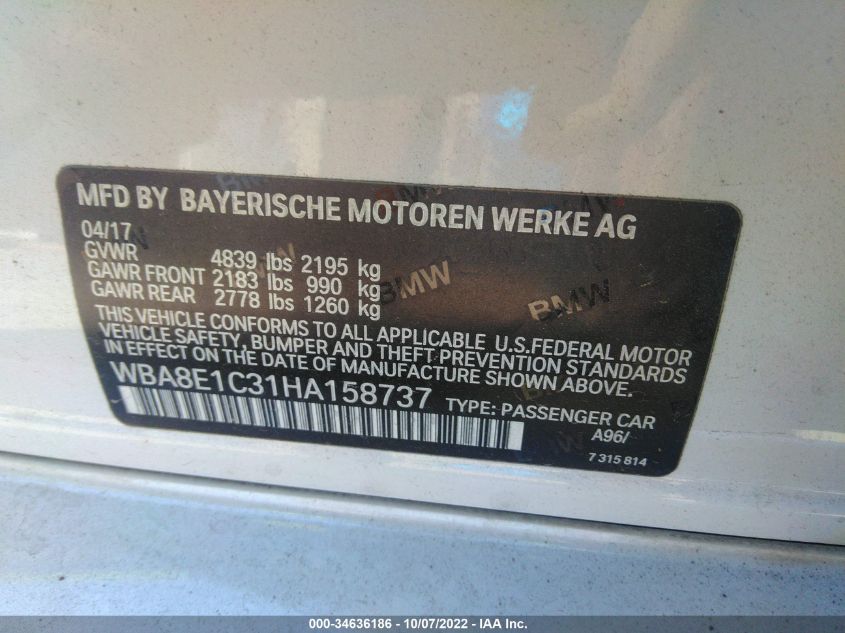 MFD BY BAYERISCHE MOTOREN WERKE AG
04/17
GVWR 4839 lbs 2195 kg
GAWR FRONT 2183 lbs 990 kg
GAWR REAR 2778 lbs 1260 kg
THIS VEHICLE CONFORMS TO ALL APPLICABLE U.S.FEDERAL MOTOR
VEHICLE SAFETY, BUMPER AND THEFT PREVENTION STANDARDS
IN EFFECT ON THE DATE OF MANUFACTURE SHOWN ABOVE.
WBA8E1C31HA158737 TYPE: PASSENGER CAR
A96/
7 315 814
BMW
BMW
BMW
BMW
000-34636186 - 10/07/2022 - IAA Inc.